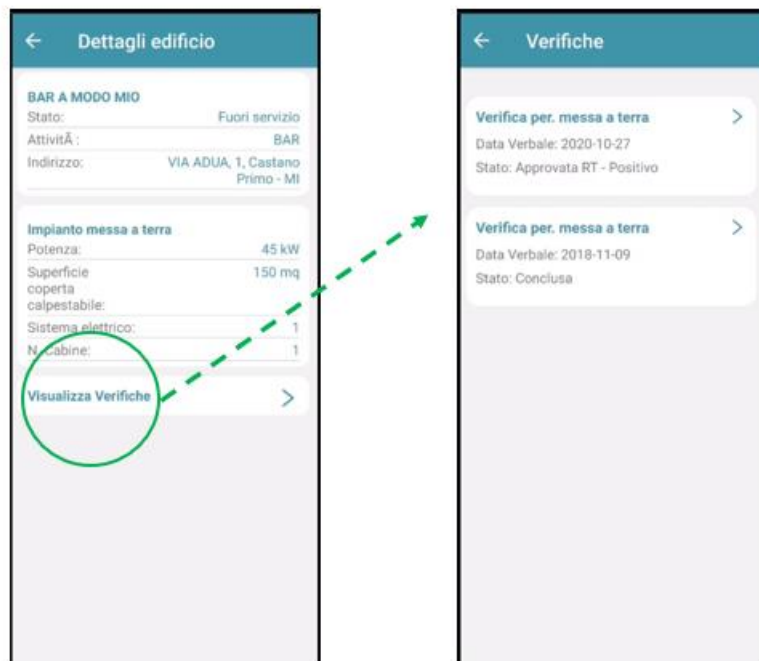 Dettagli edificio
BAR A MODO MIO
Stato: Fuori servizio
AttivitÃ : BAR
Indirizzo: VIA ADUA, 1, Castano
Primo - MI
Impianto messa a terra
Potenza: 45 kW
Superficie 150 mq
coperta
calpestabile:
Sistema elettrico: 1
N. Cabine: 1
Visualizza Verifiche
Verifiche
Verifica per. messa a terra
Data Verbale: 2020-10-27
Stato: Approvata RT - Positivo
Verifica per. messa a terra
Data Verbale: 2018-11-09
Stato: Conclusa